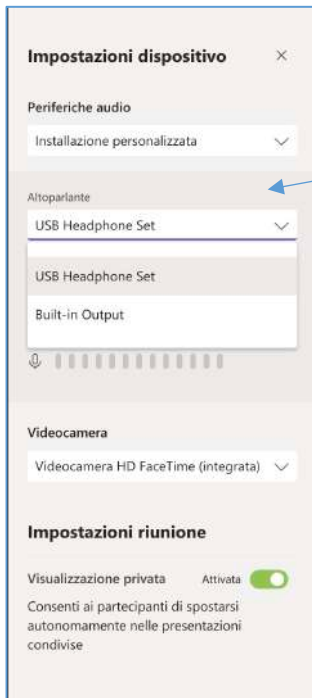 Impostazioni dispositivo
Periferiche audio
Installazione personalizzata
Altoparlante
USB Headphone Set
USB Headphone Set
Built-in Output
Videocamera
Videocamera HD FaceTime (integrata)
Impostazioni riunione
Visualizzazione privata Attivata
Consenti ai partecipanti di spostarsi
autonomamente nelle presentazioni
condivise